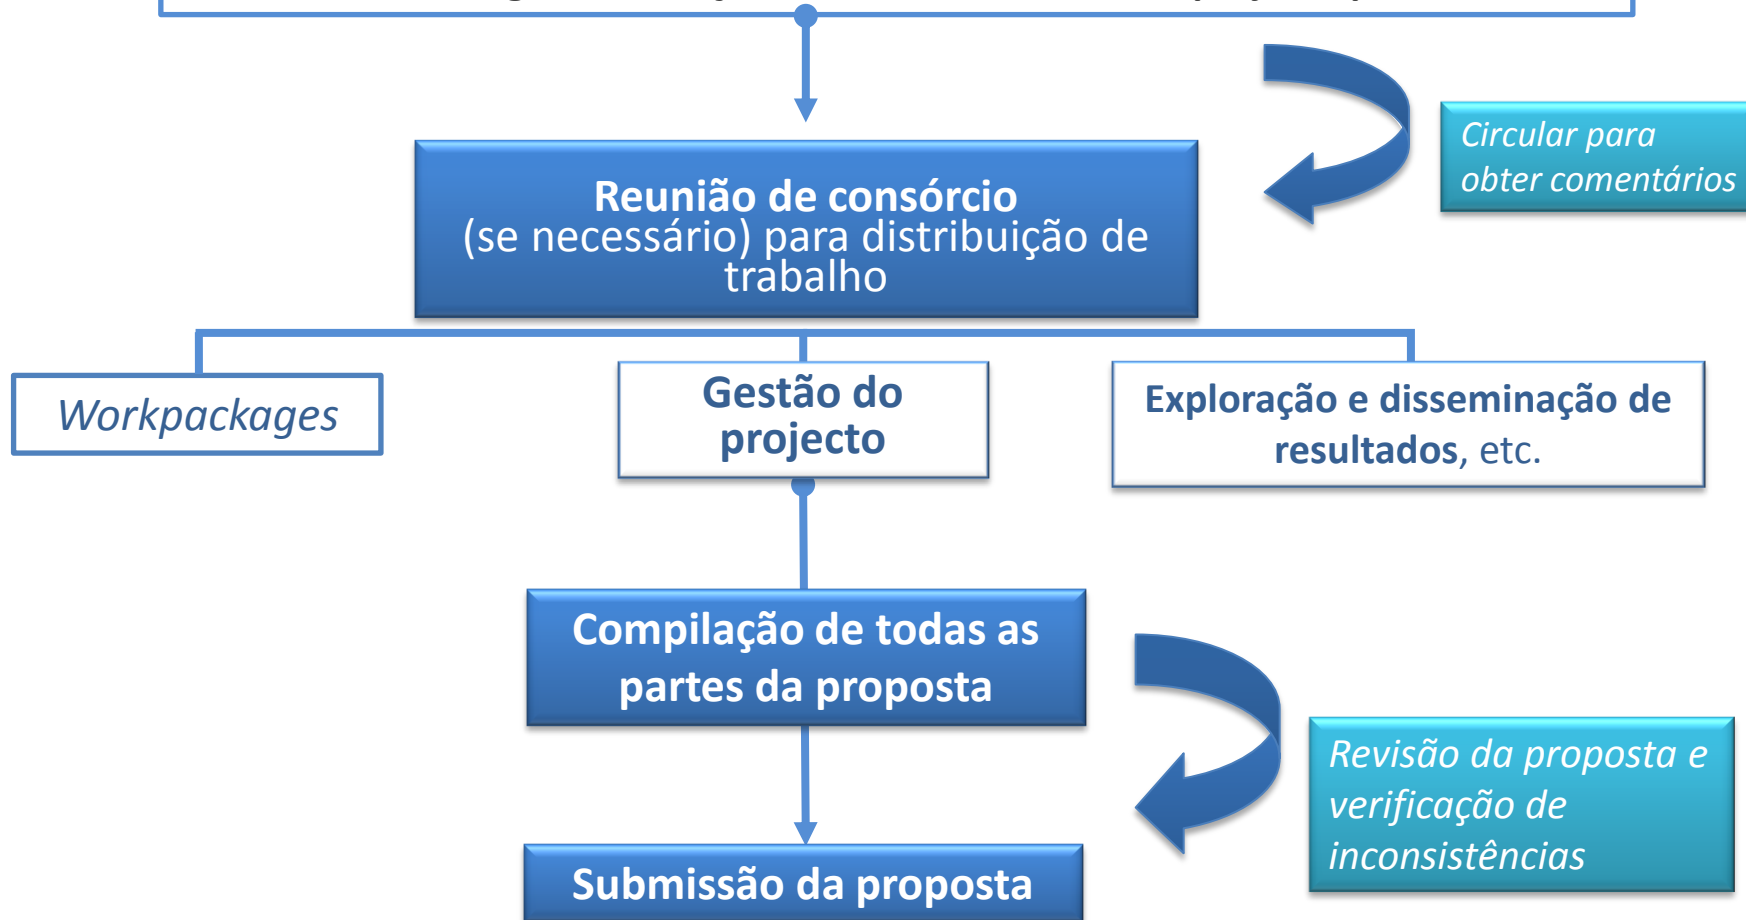 Circular para
obter comentários
Reunião de consórcio
(se necessário) para distribuição de
trabalho
Workpackages
Gestão do
projecto
Exploração e disseminação de
resultados, etc.
Compilação de todas as
partes da proposta
Revisão da proposta e
verificação de
inconsistências
Submissão da proposta